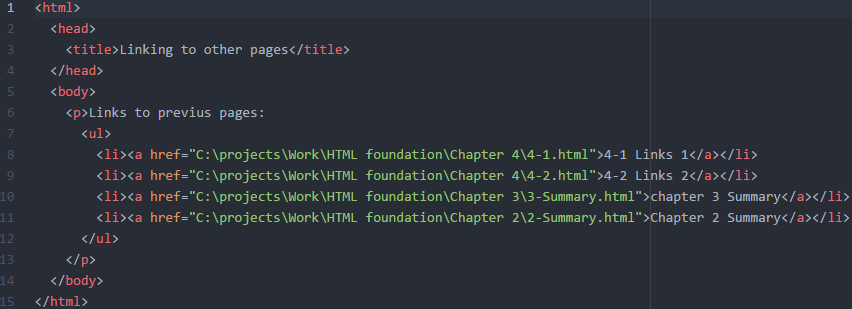 1 <html>
2 <head>
3 <title>Linking to other pages</title>
4 </head>
5 <body>
6 <p>Links to previus pages:
7 <ul>
8 <li><a href="C:\projects\Work\HTML foundation\Chapter 4\4-1.html">4-1 Links 1</a></li>
9 <li><a href="C:\projects\Work\HTML foundation\Chapter 4\4-2.html">4-2 Links 2</a></li>
10 <li><a href="C:\projects\Work\HTML foundation\Chapter 3\3-Summary.html">chapter 3 Summary</a></li>
11 <li><a href="C:\projects\Work\HTML foundation\Chapter 2\2-Summary.html">Chapter 2 Summary</a></li>
12 </ul>
13 </p>
14 </body>
15 </html>